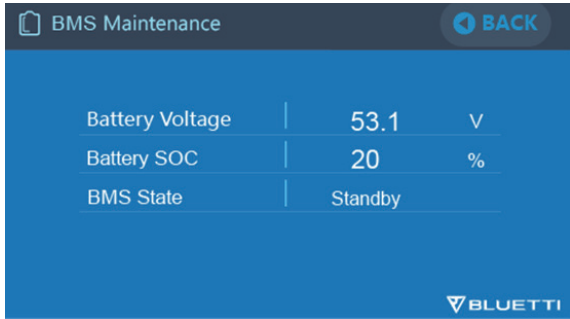 BMS Maintenance
BACK
Battery Voltage 53.1 V
Battery SOC 20 %
BMS State Standby
BLUETTI